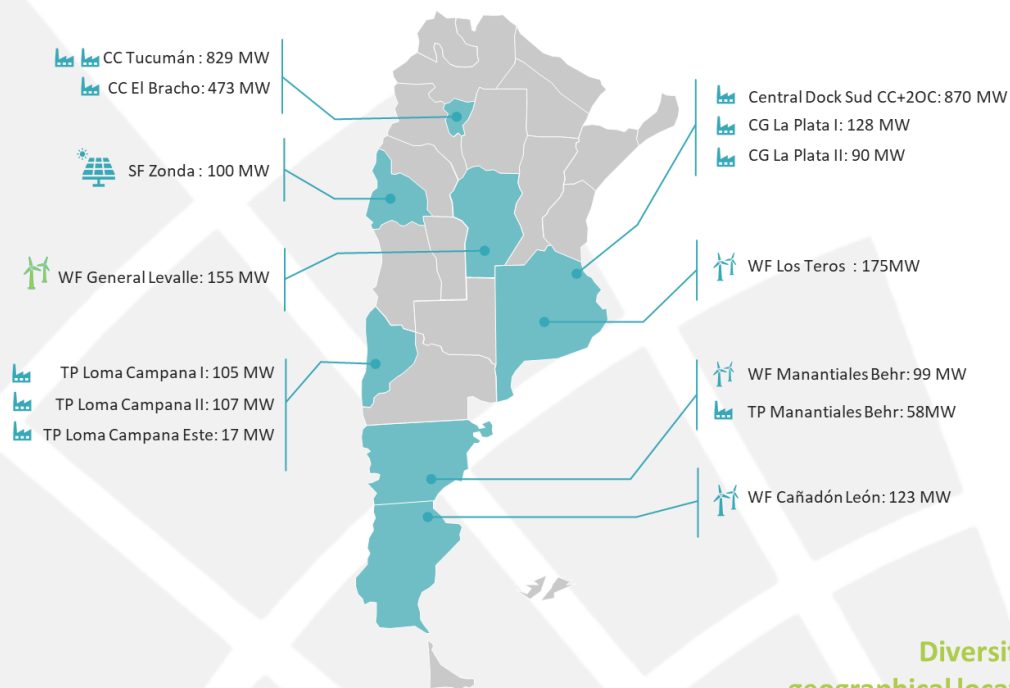 CC Tucumán : 829 MW
CC El Bracho: 473 MW
SF Zonda : 100 MW
WF General Levalle: 155 MW
TP Loma Campana I: 105 MW
TP Loma Campana II: 107 MW
TP Loma Campana Este: 17 MW
Central Dock Sud CC+2OC: 870 MW
CG La Plata I: 128 MW
CG La Plata II: 90 MW
WF Los Teros : 175MW
WF Manantiales Behr: 99 MW
TP Manantiales Behr: 58MW
WF Cañadón León: 123 MW
geographical